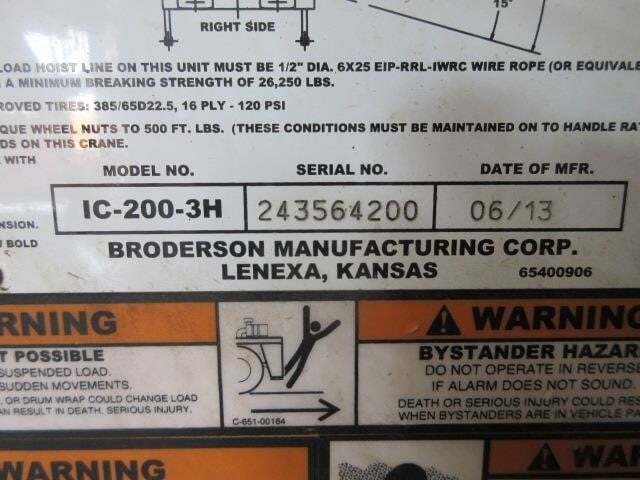 15°
RIGHT SIDE
LOAD HOIST LINE ON THIS UNIT MUST BE 1/2" DIA. 6X25 EIP-RRL-IWRC WIRE ROPE (OR EQUIVALE
A MINIMUM BREAKING STRENGTH OF 26,250 LBS.
ROVED TIRES: 385/65D22.5, 16 PLY - 120 PSI
QUE WHEEL NUTS TO 500 FT. LBS. (THESE CONDITIONS MUST BE MAINTAINED ON TO HANDLE RAT
DS ON THIS CRANE.
WITH
MODEL NO. SERIAL NO. DATE OF MFR.
IC-200-3H 243564200 06/13
NSION.
U BOLD
BRODERSON MANUFACTURING CORP.
LENEXA, KANSAS 65400906
RNING
T POSSIBLE
SUSPENDED LOAD.
SUDDEN MOVEMENTS.
, OR DRUM WRAP COULD CHANGE LOAD
AN RESULT IN DEATH, SERIOUS INJURY.
C-651-00164
WARNING
BYSTANDER HAZAR
DO NOT OPERATE IN REVERSE
IF ALARM DOES NOT SOUND.
DEATH OR SERIOUS INJURY COULD RES
WHEN BYSTANDERS ARE IN VEHICLE PA
WARNING
WAR